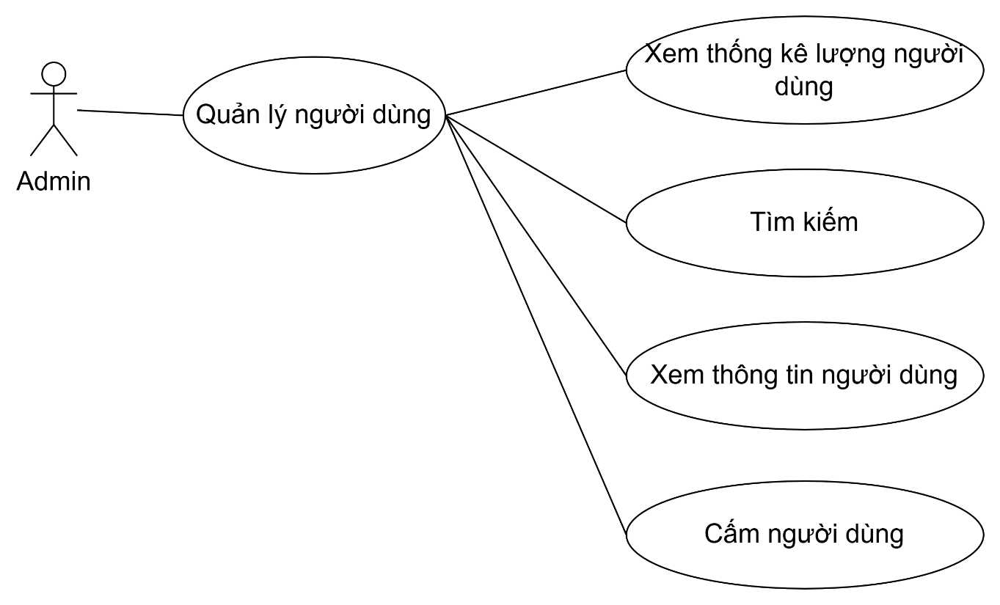 Xem thống kê lượng người
dùng
Quản lý người dùng
Admin
Tìm kiếm
Xem thông tin người dùng
Cấm người dùng